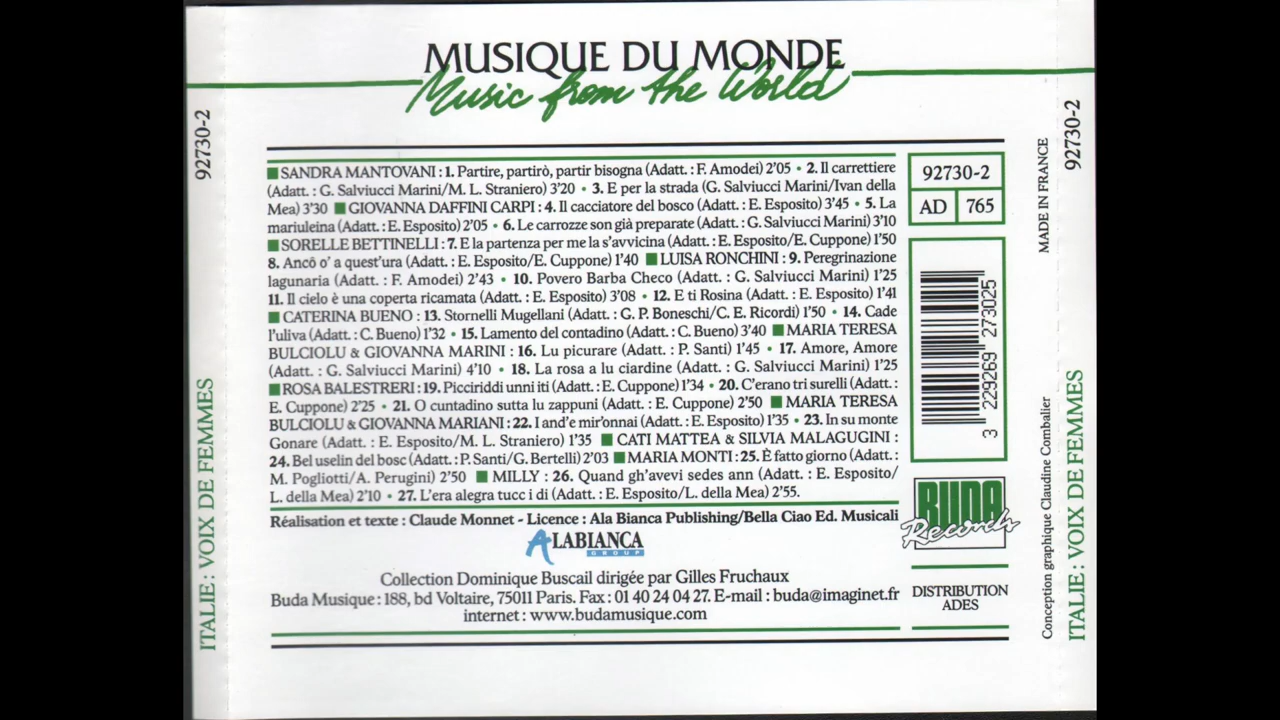 MUSIQUE DU MONDE
Music from the World
92730-2
ITALIE : VOIX DE FEMMES
■ SANDRA MANTOVANI : 1. Partire, partirò, partir bisogna (Adatt. : F. Amodei) 2'05 • 2. Il carrettiere
(Adatt. : G. Salviucci Marini/M. L. Straniero) 3'20 • 3. E per la strada (G. Salviucci Marini/Ivan della
Mea) 3'30 ■ GIOVANNA DAFFINI CARPI : 4. Il cacciatore del bosco (Adatt. : E. Esposito) 3'45 • 5. La
mariuleina (Adatt. : E. Esposito) 2'05 • 6. Le carrozze son già preparate (Adatt. : G. Salviucci Marini) 3'10
■ SORELLE BETTINELLI : 7. E la partenza per me la s'avvicina (Adatt. : E. Esposito/E. Cuppone) 1'50
8. Ancô o' a quest'ura (Adatt. : E. Esposito/E. Cuppone) 1'40 ■ LUISA RONCHINI : 9. Peregrinazione
lagunaria (Adatt. : F. Amodei) 2'43 • 10. Povero Barba Checo (Adatt. : G. Salviucci Marini) 1'25
11. Il cielo è una coperta ricamata (Adatt. : E. Esposito) 3'08 • 12. E ti Rosina (Adatt. : E. Esposito) 1'41
■ CATERINA BUENO : 13. Stornelli Mugellani (Adatt. : G. P. Boneschi/C. E. Ricordi) 1'50 • 14. Cade
l'uliva (Adatt. : C. Bueno) 1'32 • 15. Lamento del contadino (Adatt. : C. Bueno) 3'40 ■ MARIA TERESA
BULCIOLU & GIOVANNA MARINI : 16. Lu picurare (Adatt. : P. Santi) 1'45 • 17. Amore, Amore
(Adatt. : G. Salviucci Marini) 4'10 • 18. La rosa a lu ciardine (Adatt. : G. Salviucci Marini) 1'25
■ ROSA BALESTRERI : 19. Picciriddi unni iti (Adatt. : E. Cuppone) 1'34 • 20. C'erano tri surelli (Adatt. :
E. Cuppone) 2'25 • 21. O cuntadino sutta lu zappuni (Adatt. : E. Cuppone) 2'50 ■ MARIA TERESA
BULCIOLU & GIOVANNA MARIANI : 22. I and'e mir'onnai (Adatt. : E. Esposito) 1'35 • 23. In su monte
Gonare (Adatt. : E. Esposito/M. L. Straniero) 1'35 ■ CATI MATTEA & SILVIA MALAGUGINI :
24. Bel uselin del bosc (Adatt. : P. Santi/G. Bertelli) 2'03 ■ MARIA MONTI : 25. È fatto giorno (Adatt. :
M. Pogliotti/A. Perugini) 2'50 ■ MILLY : 26. Quand gh'avevi sedes ann (Adatt. : E. Esposito/
L. della Mea) 2'10 • 27. L'era alegra tucc i di (Adatt. : E. Esposito/L. della Mea) 2'55.
Réalisation et texte : Claude Monnet - Licence : Ala Bianca Publishing/Bella Ciao Ed. Musicali
ALABIANCA
GROUP
Collection Dominique Buscail dirigée par Gilles Fruchaux
Buda Musique : 188, bd Voltaire, 75011 Paris. Fax : 01 40 24 04 27. E-mail : buda@imaginet.fr
internet : www.budamusique.com
92730-2
AD 765
3 229269 273025
BUDA
Records
DISTRIBUTION
ADES
MADE IN FRANCE
Conception graphique Claudine Combalier
92730-2
ITALIE : VOIX DE FEMMES